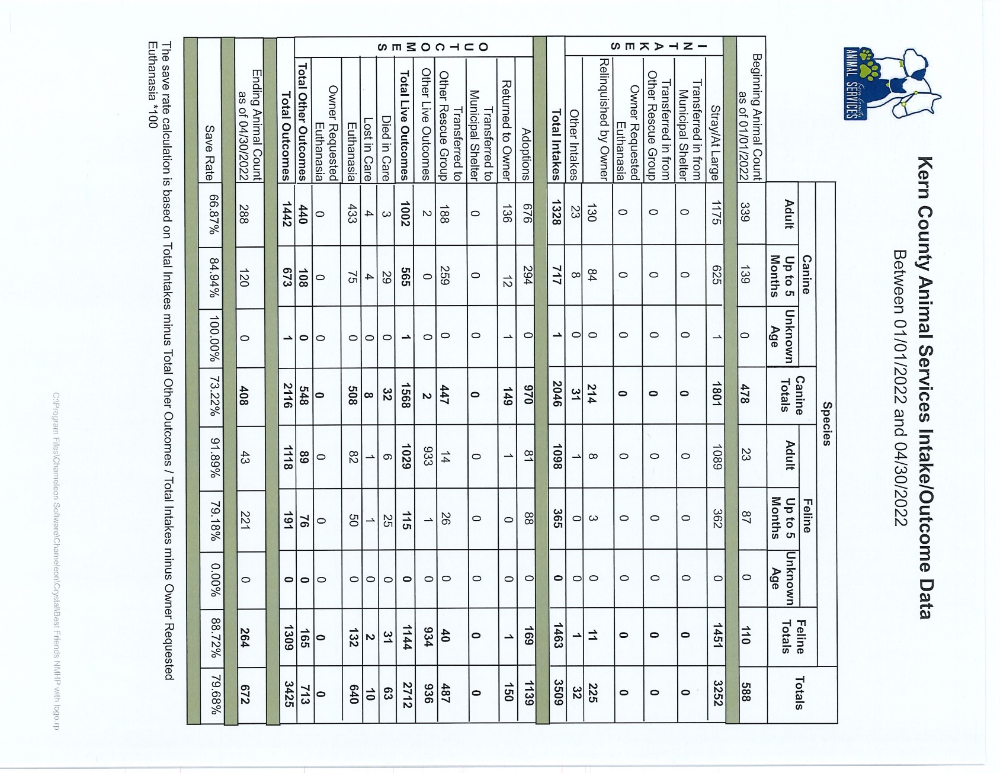 Kern County
ANIMAL SERVICES
Kern County Animal Services Intake/Outcome Data
Between 01/01/2022 and 04/30/2022
Species
Canine Canine Totals Feline Feline Totals Totals
Adult Up to 5 Months Unknown Age Adult Up to 5 Months Unknown Age
Beginning Animal Count as of 01/01/2022 339 139 0 478 23 87 0 110 588
INTAKES
Stray/At Large 1175 625 1 1801 1089 362 0 1451 3252
Transferred in from Municipal Shelter 0 0 0 0 0 0 0 0 0
Transferred in from Other Rescue Group 0 0 0 0 0 0 0 0 0
Owner Requested Euthanasia 0 0 0 0 0 0 0 0 0
Relinquished by Owner 130 84 0 214 8 3 0 11 225
Other Intakes 23 8 0 31 1 0 0 1 32
Total Intakes 1328 717 1 2046 1098 365 0 1463 3509
OUTCOMES
Adoptions 676 294 0 970 81 88 0 169 1139
Returned to Owner 136 12 1 149 1 0 0 1 150
Transferred to Municipal Shelter 0 0 0 0 0 0 0 0 0
Transferred to Other Rescue Group 188 259 0 447 14 26 0 40 487
Other Live Outcomes 2 0 0 2 933 1 0 934 936
Total Live Outcomes 1002 565 1 1568 1029 115 0 1144 2712
Died in Care 3 29 0 32 6 25 0 31 63
Lost in Care 4 4 0 8 1 1 0 2 10
Euthanasia 433 75 0 508 82 50 0 132 640
Owner Requested Euthanasia 0 0 0 0 0 0 0 0 0
Total Other Outcomes 440 108 0 548 89 76 0 165 713
Total Outcomes 1442 673 1 2116 1118 191 0 1309 3425
Ending Animal Count as of 04/30/2022 288 120 0 408 43 221 0 264 672
Save Rate 66.87% 84.94% 100.00% 73.22% 91.89% 79.18% 0.00% 88.72% 79.68%
The save rate calculation is based on Total Intakes minus Total Other Outcomes / Total Intakes minus Owner Requested
Euthanasia *100
C:\Program Files\Chameleon Software\Chameleon\Crystal\Best Friends NMHP with logo.rp